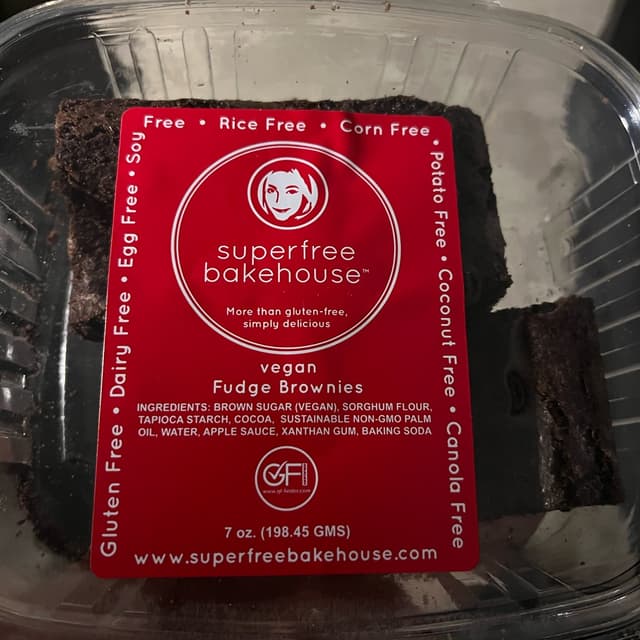 Gluten Free • Dairy Free • Egg Free • Soy Free • Rice Free • Corn Free • Potato Free • Coconut Free • Canola Free
superfree
bakehouse™
More than gluten-free,
simply delicious
vegan
Fudge Brownies
INGREDIENTS: BROWN SUGAR (VEGAN), SORGHUM FLOUR,
TAPIOCA STARCH, COCOA, SUSTAINABLE NON-GMO PALM
OIL, WATER, APPLE SAUCE, XANTHAN GUM, BAKING SODA
GF
7 oz. (198.45 GMS)
www.superfreebakehouse.com